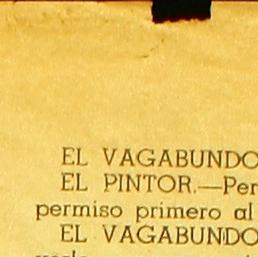 EL VAGABUNDO
EL PINTOR.—Per
permiso primero al
EL VAGABUNDO